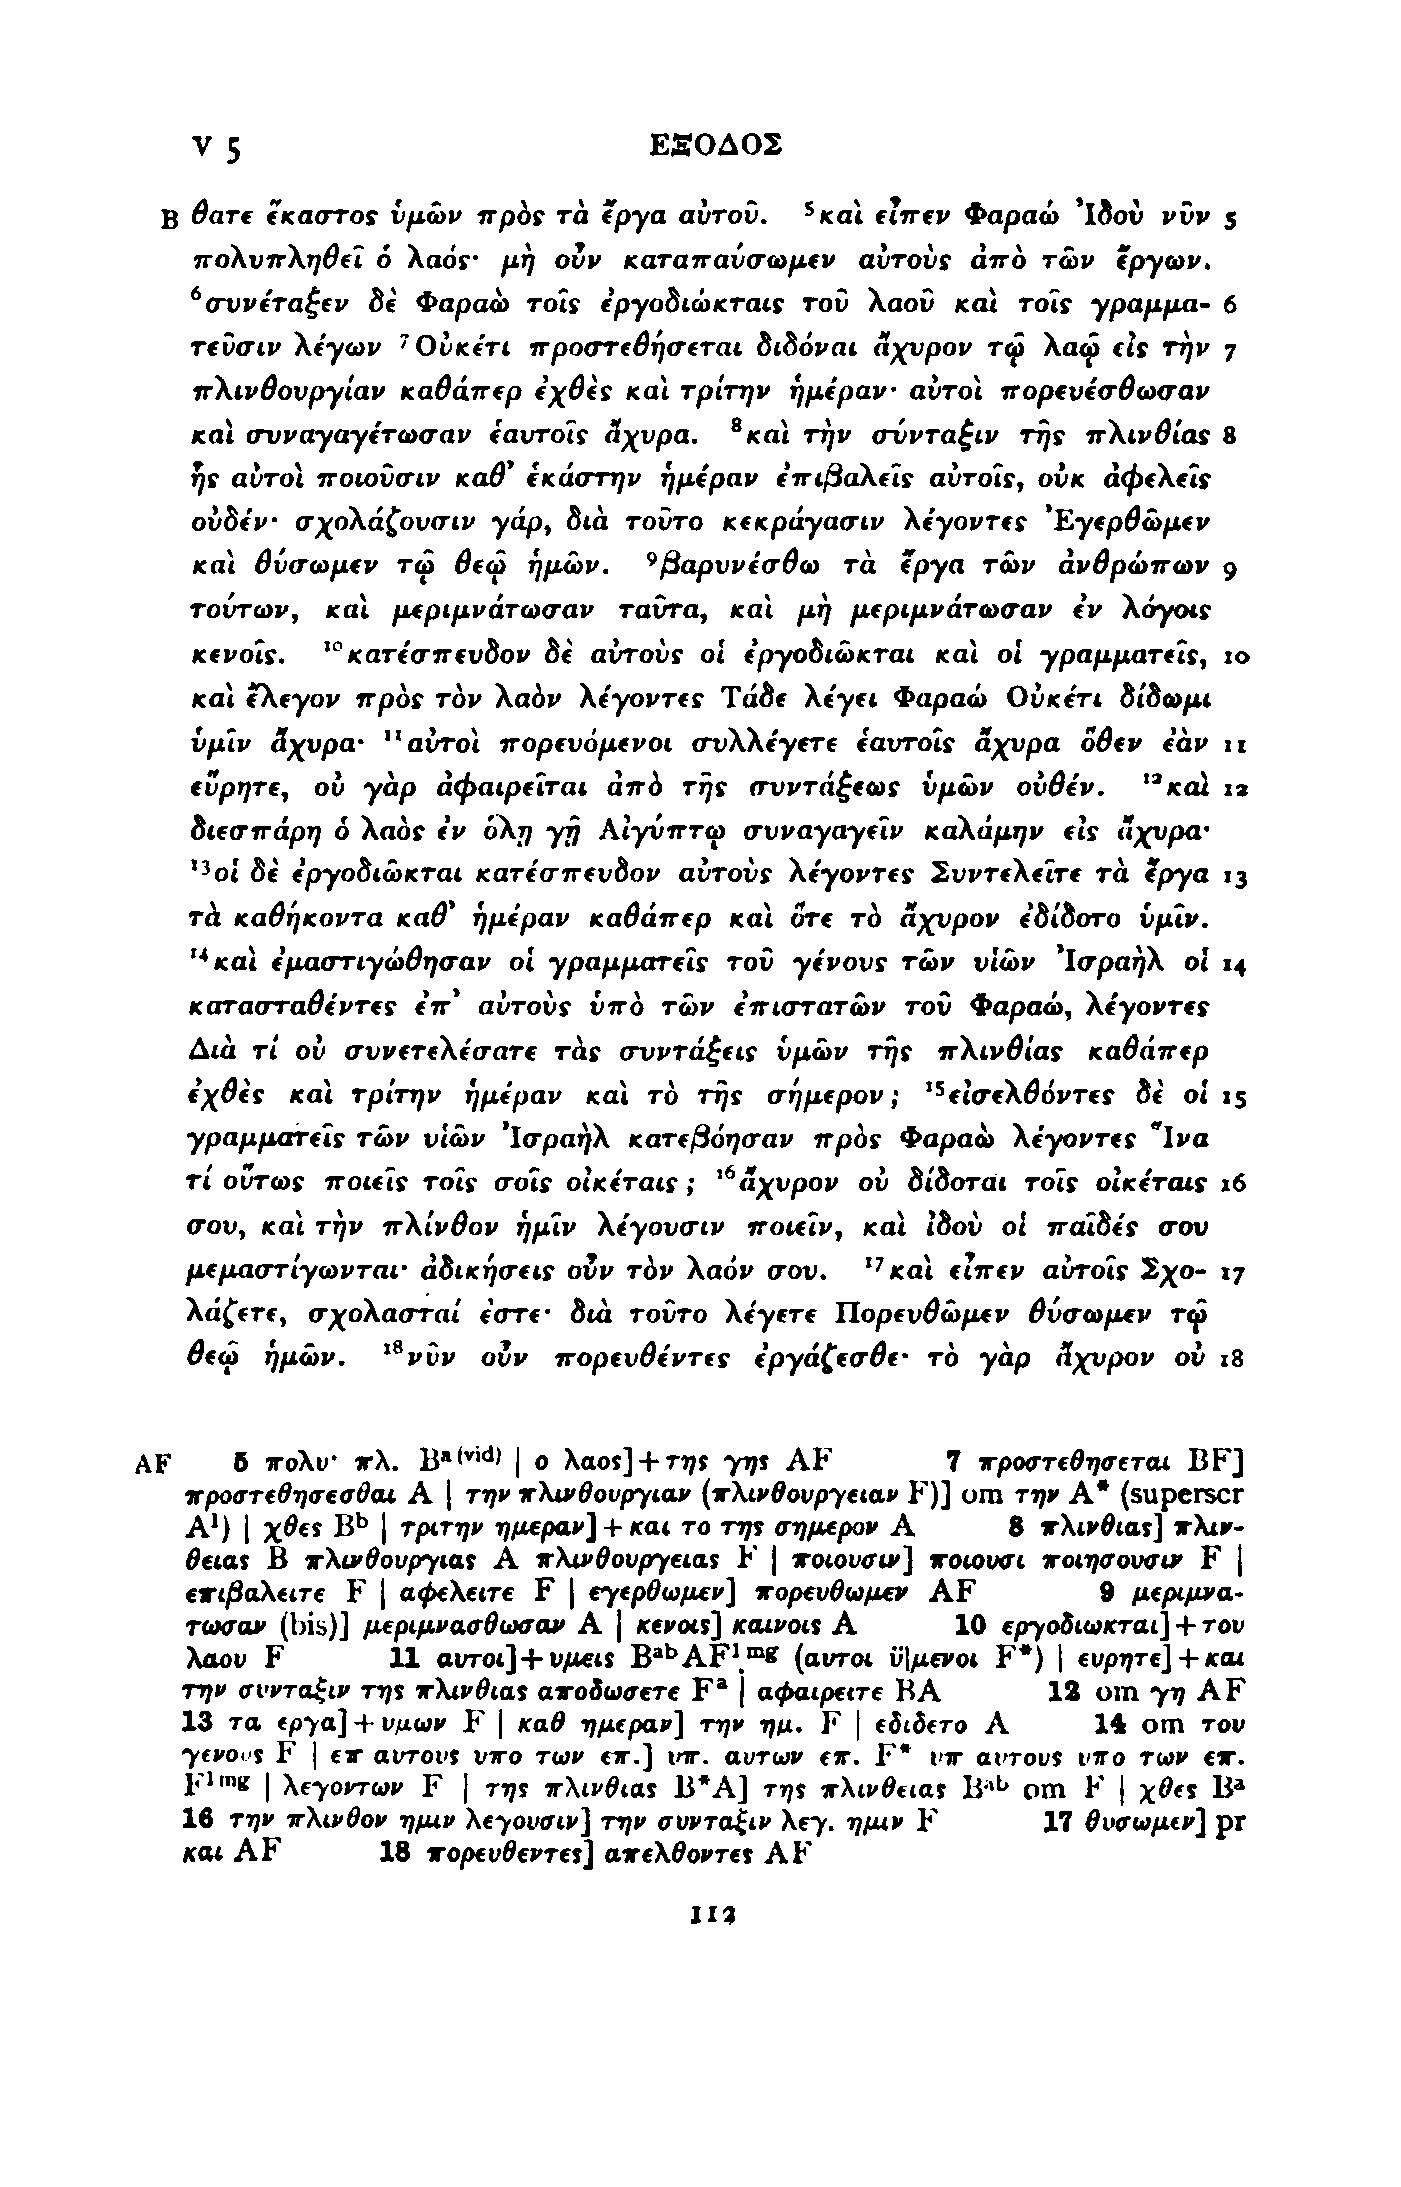 V 5 ΕΞΟΔΟΣ
B θατε ἕκαστος ὑμῶν πρὸς τὰ ἔργα αὐτοῦ. ⁵καὶ εἶπεν Φαραώ Ἰδοὺ νῦν 5
πολυπληθεῖ ὁ λαός· μὴ οὖν καταπαύσωμεν αὐτοὺς ἀπὸ τῶν ἔργων.
⁶συνέταξεν δὲ Φαραὼ τοῖς ἐργοδιώκταις τοῦ λαοῦ καὶ τοῖς γραμμα- 6
τεῦσιν λέγων ⁷Οὐκέτι προστεθήσεται διδόναι ἄχυρον τῷ λαῷ εἰς τὴν 7
πλινθουργίαν καθάπερ ἐχθὲς καὶ τρίτην ἡμέραν· αὐτοὶ πορευέσθωσαν
καὶ συναγαγέτωσαν ἑαυτοῖς ἄχυρα. ⁸καὶ τὴν σύνταξιν τῆς πλινθίας 8
ἧς αὐτοὶ ποιοῦσιν καθ᾽ ἑκάστην ἡμέραν ἐπιβαλεῖς αὐτοῖς, οὐκ ἀφελεῖς
οὐδέν· σχολάζουσιν γάρ, διὰ τοῦτο κεκράγασιν λέγοντες Ἐγερθῶμεν
καὶ θύσωμεν τῷ θεῷ ἡμῶν. ⁹βαρυνέσθω τὰ ἔργα τῶν ἀνθρώπων 9
τούτων, καὶ μεριμνάτωσαν ταῦτα, καὶ μὴ μεριμνάτωσαν ἐν λόγοις
κενοῖς. ¹⁰κατέσπευδον δὲ αὐτοὺς οἱ ἐργοδιῶκται καὶ οἱ γραμματεῖς, 10
καὶ ἔλεγον πρὸς τὸν λαὸν λέγοντες Τάδε λέγει Φαραώ Οὐκέτι δίδωμι
ὑμῖν ἄχυρα· ¹¹αὐτοὶ πορευόμενοι συλλέγετε ἑαυτοῖς ἄχυρα ὅθεν ἐὰν 11
εὕρητε, οὐ γὰρ ἀφαιρεῖται ἀπὸ τῆς συντάξεως ὑμῶν οὐθέν. ¹²καὶ 12
διεσπάρη ὁ λαὸς ἐν ὅλῃ γῇ Αἰγύπτῳ συναγαγεῖν καλάμην εἰς ἄχυρα·
¹³οἱ δὲ ἐργοδιῶκται κατέσπευδον αὐτοὺς λέγοντες Συντελεῖτε τὰ ἔργα 13
τὰ καθήκοντα καθ᾽ ἡμέραν καθάπερ καὶ ὅτε τὸ ἄχυρον ἐδίδοτο ὑμῖν.
¹⁴καὶ ἐμαστιγώθησαν οἱ γραμματεῖς τοῦ γένους τῶν υἱῶν Ἰσραὴλ οἱ 14
κατασταθέντες ἐπ᾽ αὐτοὺς ὑπὸ τῶν ἐπιστατῶν τοῦ Φαραώ, λέγοντες
Διὰ τί οὐ συνετελέσατε τὰς συντάξεις ὑμῶν τῆς πλινθίας καθάπερ
ἐχθὲς καὶ τρίτην ἡμέραν καὶ τὸ τῆς σήμερον; ¹⁵εἰσελθόντες δὲ οἱ 15
γραμματεῖς τῶν υἱῶν Ἰσραὴλ κατεβόησαν πρὸς Φαραὼ λέγοντες Ἵνα
τί οὕτως ποιεῖς τοῖς σοῖς οἰκέταις; ¹⁶ἄχυρον οὐ δίδοται τοῖς οἰκέταις 16
σου, καὶ τὴν πλίνθον ἡμῖν λέγουσιν ποιεῖν, καὶ ἰδοὺ οἱ παῖδές σου
μεμαστίγωνται· ἀδικήσεις οὖν τὸν λαόν σου. ¹⁷καὶ εἶπεν αὐτοῖς Σχο- 17
λάζετε, σχολασταί ἐστε· διὰ τοῦτο λέγετε Πορευθῶμεν θύσωμεν τῷ
θεῷ ἡμῶν. ¹⁸νῦν οὖν πορευθέντες ἐργάζεσθε· τὸ γὰρ ἄχυρον οὐ 18
AF 5 πολυ· πλ. Bᵃ⁽ᵛⁱᵈ⁾ | ο λαος]+της γης AF 7 προστεθησεται BF]
προστεθησεσθαι A | την πλινθουργιαν (πλινθουργειαν F)] om την A* (superscr
A¹) | χθες Bᵇ | τριτην ημεραν]+και το της σημερον A 8 πλινθιας] πλιν-
θειας B πλινθουργιας A πλινθουργειας F | ποιουσιν] ποιουσι ποιησουσιν F |
επιβαλειτε F | αφελειτε F | εγερθωμεν] πορευθωμεν AF 9 μεριμνα-
τωσαν (bis)] μεριμνασθωσαν A | κενοις] καινοις A 10 εργοδιωκται]+του
λαου F 11 αυτοι]+υμεις BᵃᵇAF¹ᵐᵍ (αυτοι ϋ|μενοι F*) | ευρητε]+και
την συνταξιν της πλινθιας αποδωσετε Fᵃ | αφαιρειτε BA 12 om γη AF
13 τα εργα]+υμων F | καθ ημεραν] την ημ. F | εδιδετο A 14 om του
γενους F | επ αυτους υπο των επ.] υπ. αυτων επ. F* υπ αυτους υπο των επ.
F¹ᵐᵍ | λεγοντων F | της πλινθιας B*A] της πλινθειας Bᵃᵇ om F | χθες Bᵃ
16 την πλινθον ημιν λεγουσιν] την συνταξιν λεγ. ημιν F 17 θυσωμεν] pr
και AF 18 πορευθεντες] απελθοντες AF
112